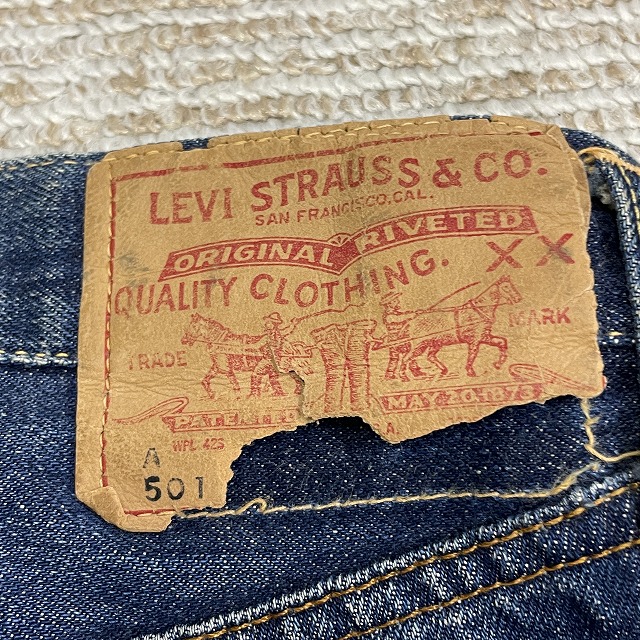 LEVI STRAUSS & CO.
SAN FRANCISCO, CAL.
ORIGINAL RIVETED
QUALITY CLOTHING. XX
TRADE MARK
PATENTED MAY 20 1873
WPL 423
A
A
501